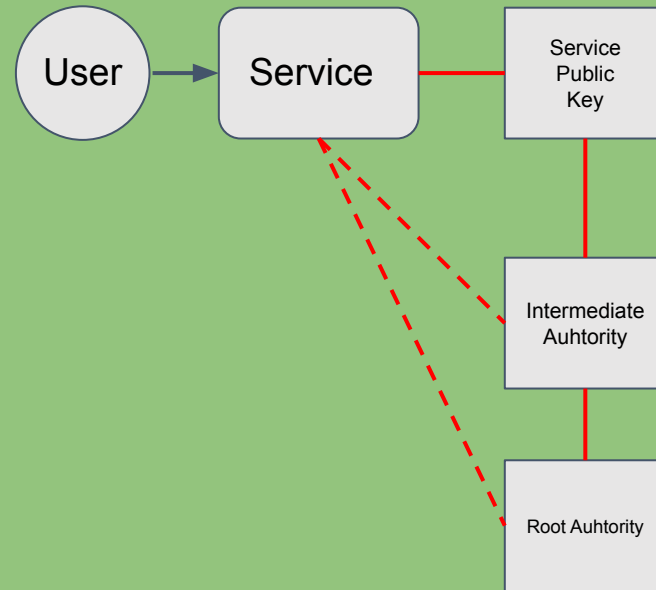 User
Service
Service
Public
Key
Intermediate
Auhtority
Root Auhtority